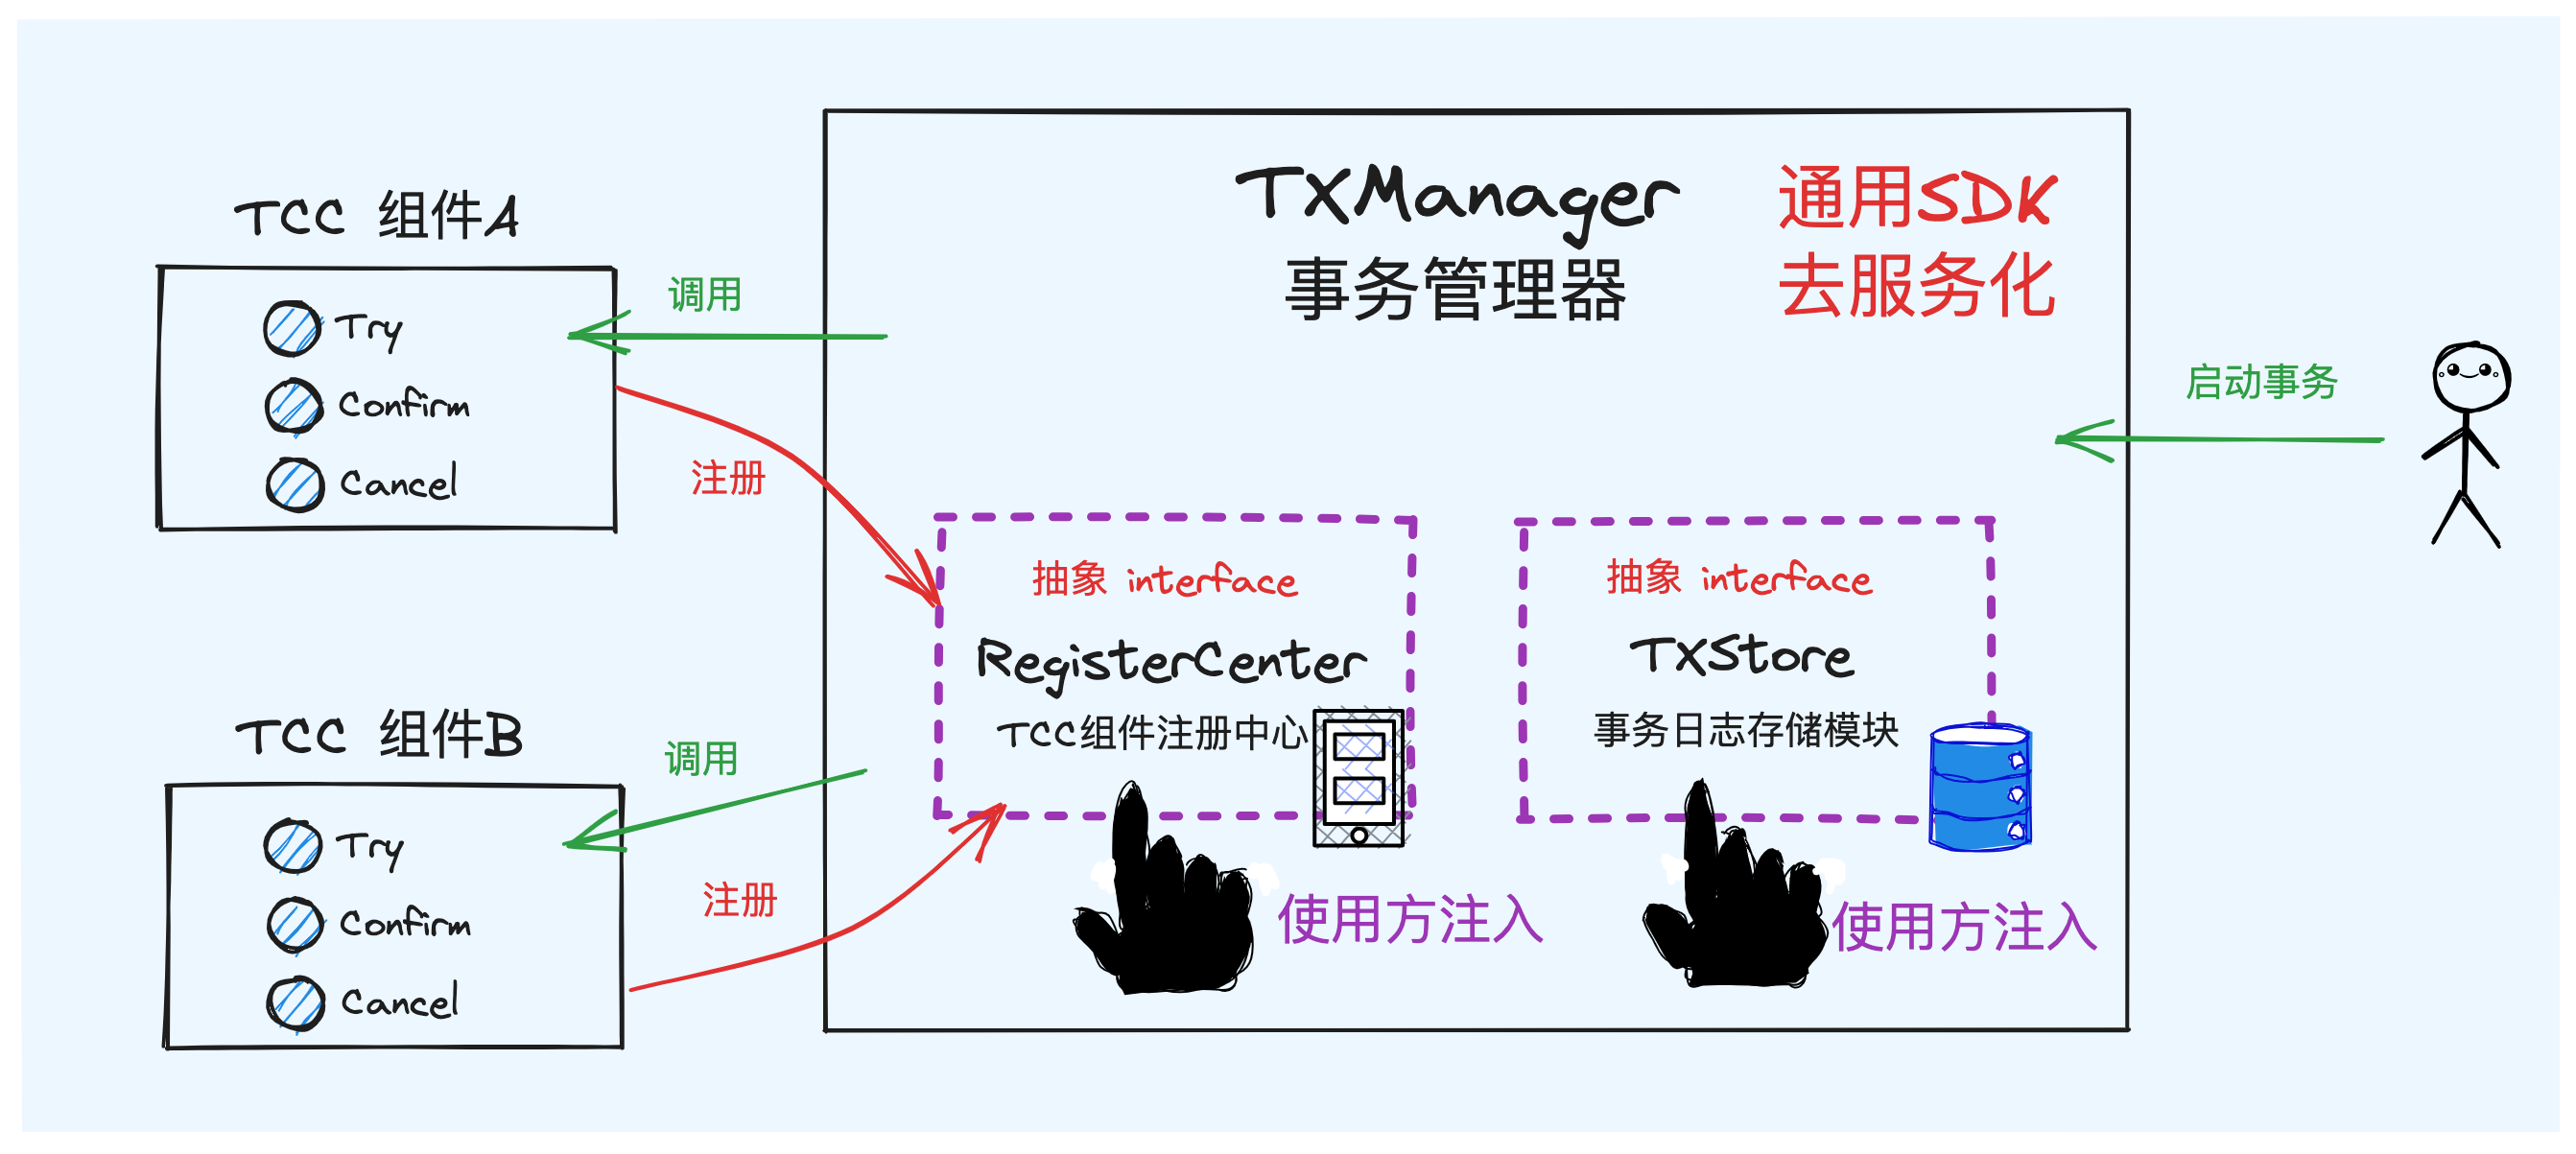 TCC 组件A
Try
Confirm
Cancel
调用
注册
TCC 组件B
Try
Confirm
Cancel
调用
注册
TXManager
事务管理器
通用SDK
去服务化
抽象 interface
RegisterCenter
TCC组件注册中心
使用方注入
抽象 interface
TXStore
事务日志存储模块
使用方注入
启动事务